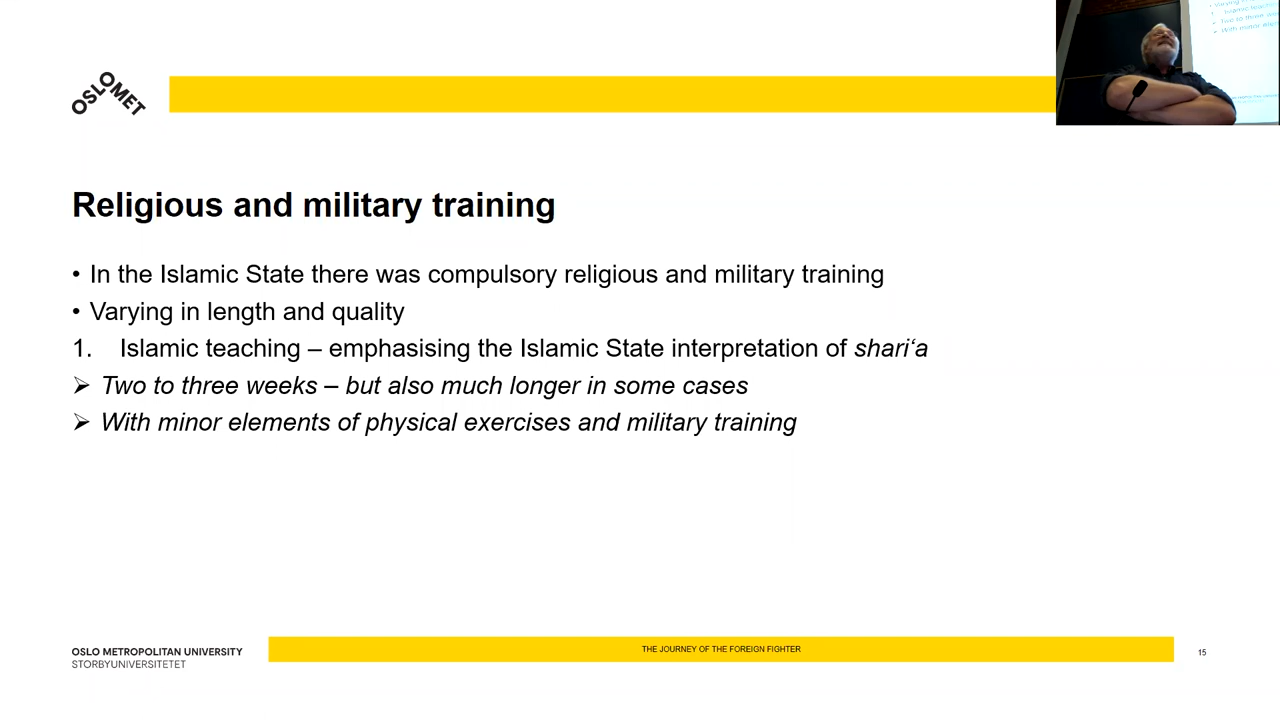 OSLOMET
Religious and military training
• In the Islamic State there was compulsory religious and military training
• Varying in length and quality
1. Islamic teaching – emphasising the Islamic State interpretation of shari‘a
➢ Two to three weeks – but also much longer in some cases
➢ With minor elements of physical exercises and military training
OSLO METROPOLITAN UNIVERSITY
STORBYUNIVERSITETET
THE JOURNEY OF THE FOREIGN FIGHTER
15